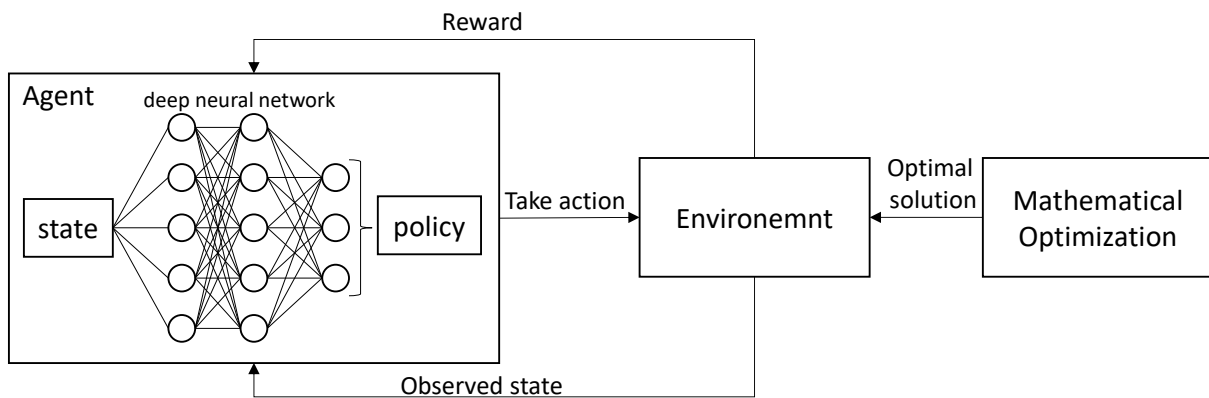 Reward
Agent
deep neural network
state
policy
Take action
Environemnt
Optimal
solution
Mathematical
Optimization
Observed state